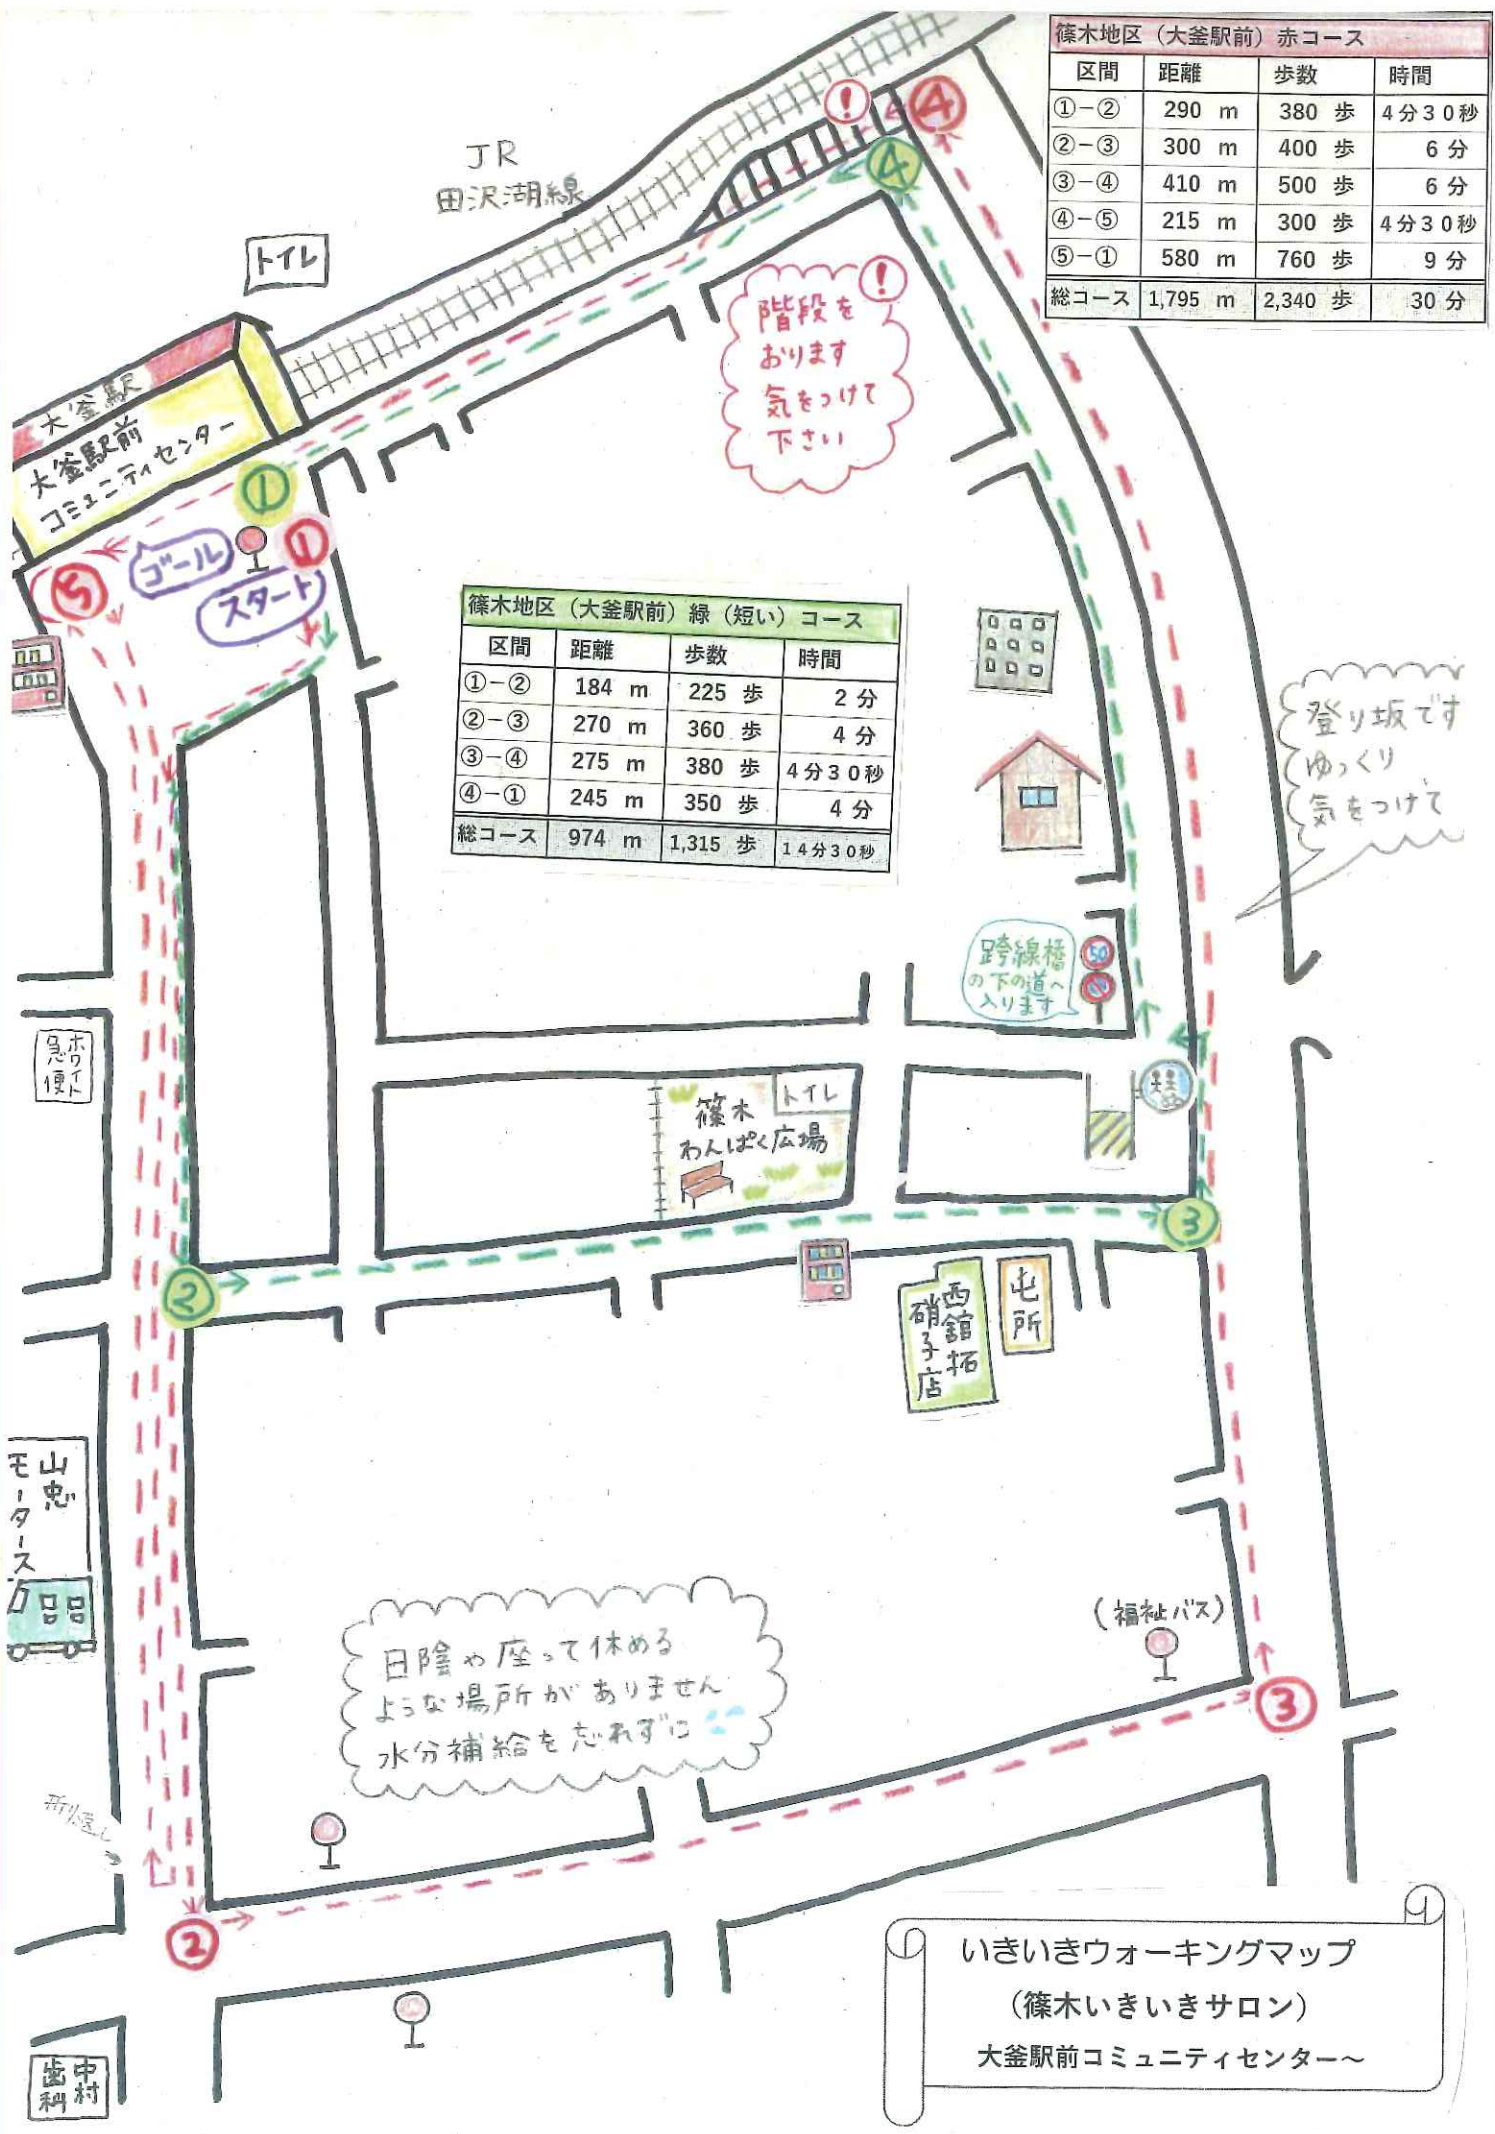 篠木地区（大釜駅前）赤コース
区間 距離 歩数 時間
①－② 290 m 380 歩 4分30秒
②－③ 300 m 400 歩 6分
③－④ 410 m 500 歩 6分
④－⑤ 215 m 300 歩 4分30秒
⑤－① 580 m 760 歩 9分
総コース 1,795 m 2,340 歩 30分
!
④
④
JR
田沢湖線
トイレ
!
階段を
おります
気をつけて
下さい
大釜駅
大釜駅前
コミュニティセンター
①
①
ゴール
スタート
⑤
篠木地区（大釜駅前）緑（短い）コース
区間 距離 歩数 時間
①－② 184 m 225 歩 2分
②－③ 270 m 360 歩 4分
③－④ 275 m 380 歩 4分30秒
④－① 245 m 350 歩 4分
総コース 974 m 1,315 歩 14分30秒
登り坂です
ゆっくり
気をつけて
跨線橋
の下の道へ
入ります
50
ホワイト
急便
篠木
わんぱく広場
トイレ
②
③
西舘拓
硝子店
屯所
山忠
モータース
(福祉バス)
③
日陰や座って休める
ような場所がありません
水分補給を忘れずに
折り返し
②
中村
歯科
いきいきウォーキングマップ
（篠木いきいきサロン）
大釜駅前コミュニティセンター～